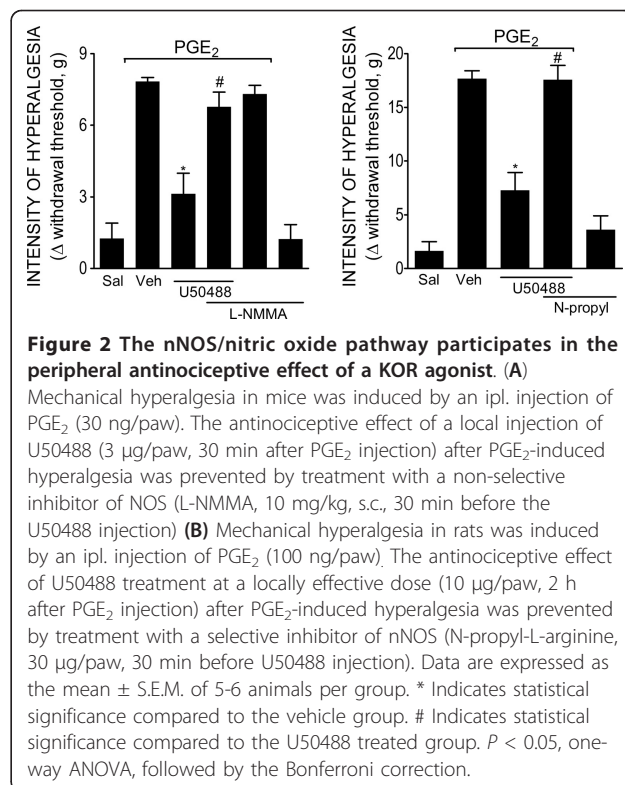 PGE₂
PGE₂
INTENSITY OF HYPERALGESIA
(Δ withdrawal threshold, g)
9
6
3
0
*
#
Sal
Veh
U50488
L-NMMA
INTENSITY OF HYPERALGESIA
(Δ withdrawal threshold, g)
20
15
10
5
0
*
#
Sal
Veh
U50488
N-propyl
Figure 2 The nNOS/nitric oxide pathway participates in the
peripheral antinociceptive effect of a KOR agonist. (A)
Mechanical hyperalgesia in mice was induced by an ipl. injection of
PGE₂ (30 ng/paw). The antinociceptive effect of a local injection of
U50488 (3 μg/paw, 30 min after PGE₂ injection) after PGE₂-induced
hyperalgesia was prevented by treatment with a non-selective
inhibitor of NOS (L-NMMA, 10 mg/kg, s.c., 30 min before the
U50488 injection) (B) Mechanical hyperalgesia in rats was induced
by an ipl. injection of PGE₂ (100 ng/paw). The antinociceptive effect
of U50488 treatment at a locally effective dose (10 μg/paw, 2 h
after PGE₂ injection) after PGE₂-induced hyperalgesia was prevented
by treatment with a selective inhibitor of nNOS (N-propyl-L-arginine,
30 μg/paw, 30 min before U50488 injection). Data are expressed as
the mean ± S.E.M. of 5-6 animals per group. * Indicates statistical
significance compared to the vehicle group. # Indicates statistical
significance compared to the U50488 treated group. P < 0.05, one-
way ANOVA, followed by the Bonferroni correction.